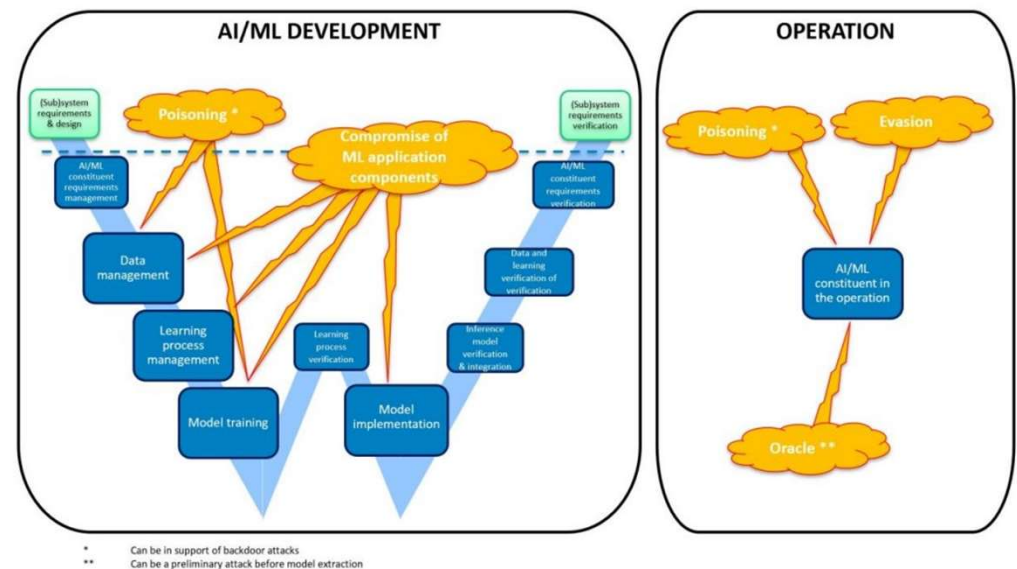 AI/ML DEVELOPMENT
(Sub)system
requirements
& design
Poisoning *
Compromise of
ML application
components
(Sub)system
requirements
verification
AI/ML
constituent
requirements
management
AI/ML
constituent
requirements
verification
Data
management
Data and
learning
verification of
verification
Learning
process
management
Learning
process
verification
Inference
model
verification
& integration
Model training
Model
implementation
OPERATION
Poisoning *
Evasion
AI/ML
constituent in
the operation
Oracle **
* Can be in support of backdoor attacks
** Can be a preliminary attack before model extraction